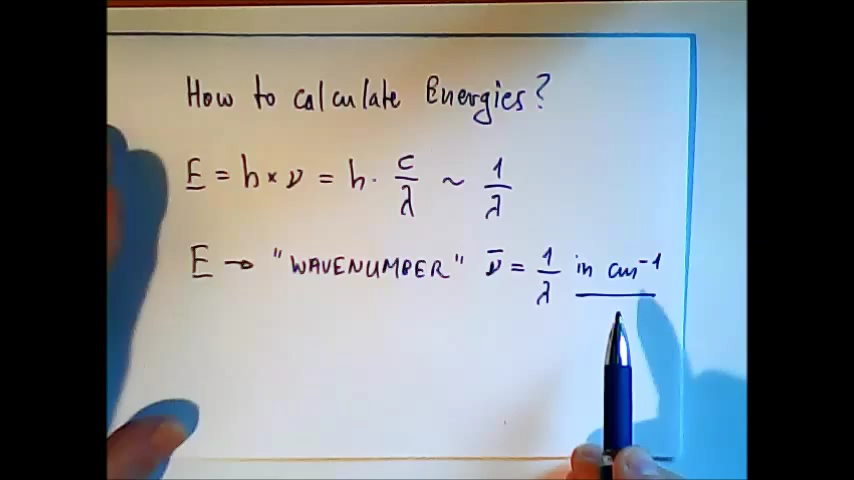 How to calculate Energies?
E = h × ν = h · c/λ ~ 1/λ
E → "WAVENUMBER" ν̅ = 1/λ in cm⁻¹